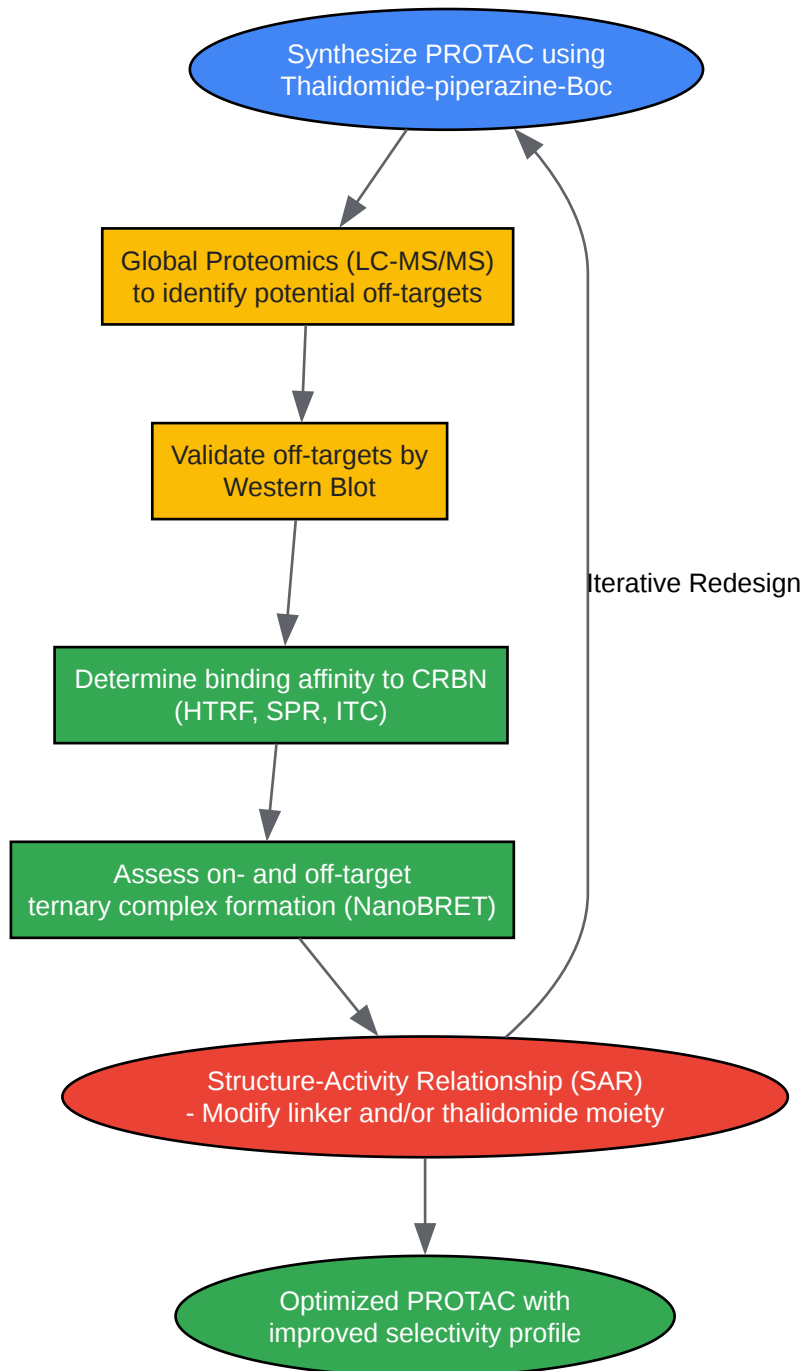 Synthesize PROTAC using
Thalidomide-piperazine-Boc
Global Proteomics (LC-MS/MS)
to identify potential off-targets
Validate off-targets by
Western Blot
Iterative Redesign
Determine binding affinity to CRBN
(HTRF, SPR, ITC)
Assess on- and off-target
ternary complex formation (NanoBRET)
Structure-Activity Relationship (SAR)
- Modify linker and/or thalidomide moiety
Optimized PROTAC with
improved selectivity profile